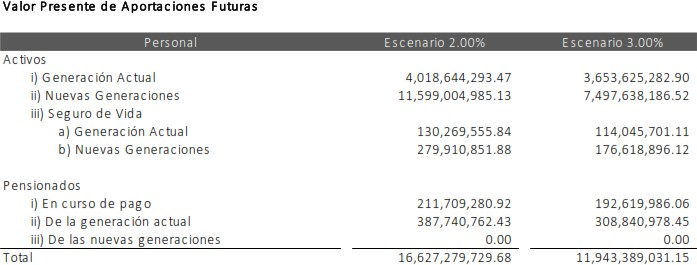 Valor Presente de Aportaciones Futuras
Personal Escenario 2.00% Escenario 3.00%
Activos
i) Generación Actual 4,018,644,293.47 3,653,625,282.90
ii) Nuevas Generaciones 11,599,004,985.13 7,497,638,186.52
iii) Seguro de Vida
a) Generación Actual 130,269,555.84 114,045,701.11
b) Nuevas Generaciones 279,910,851.88 176,618,896.12
Pensionados
i) En curso de pago 211,709,280.92 192,619,986.06
ii) De la generación actual 387,740,762.43 308,840,978.45
iii) De las nuevas generaciones 0.00 0.00
Total 16,627,279,729.68 11,943,389,031.15